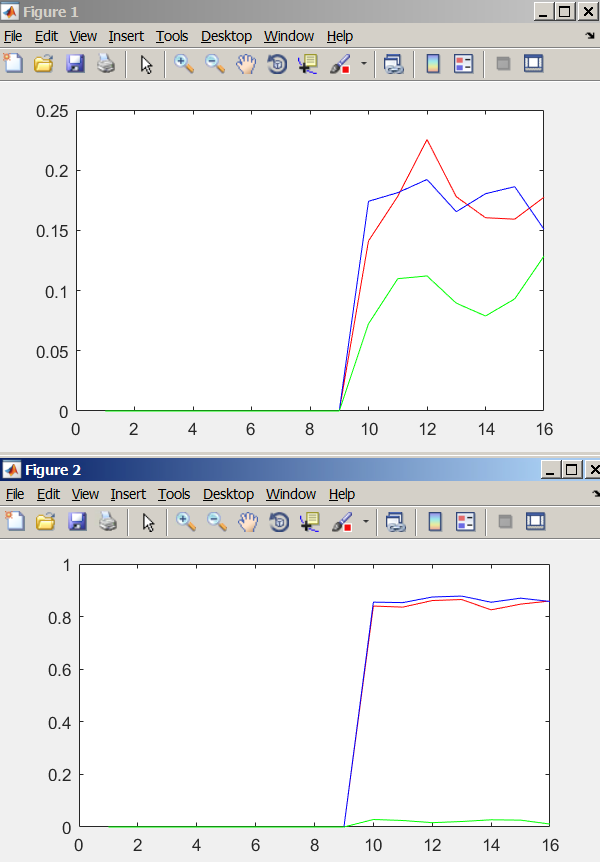 Figure 1
File Edit View Insert Tools Desktop Window Help
0.25
0.2
0.15
0.1
0.05
0
0 2 4 6 8 10 12 14 16
Figure 2
File Edit View Insert Tools Desktop Window Help
1
0.8
0.6
0.4
0.2
0
0 2 4 6 8 10 12 14 16